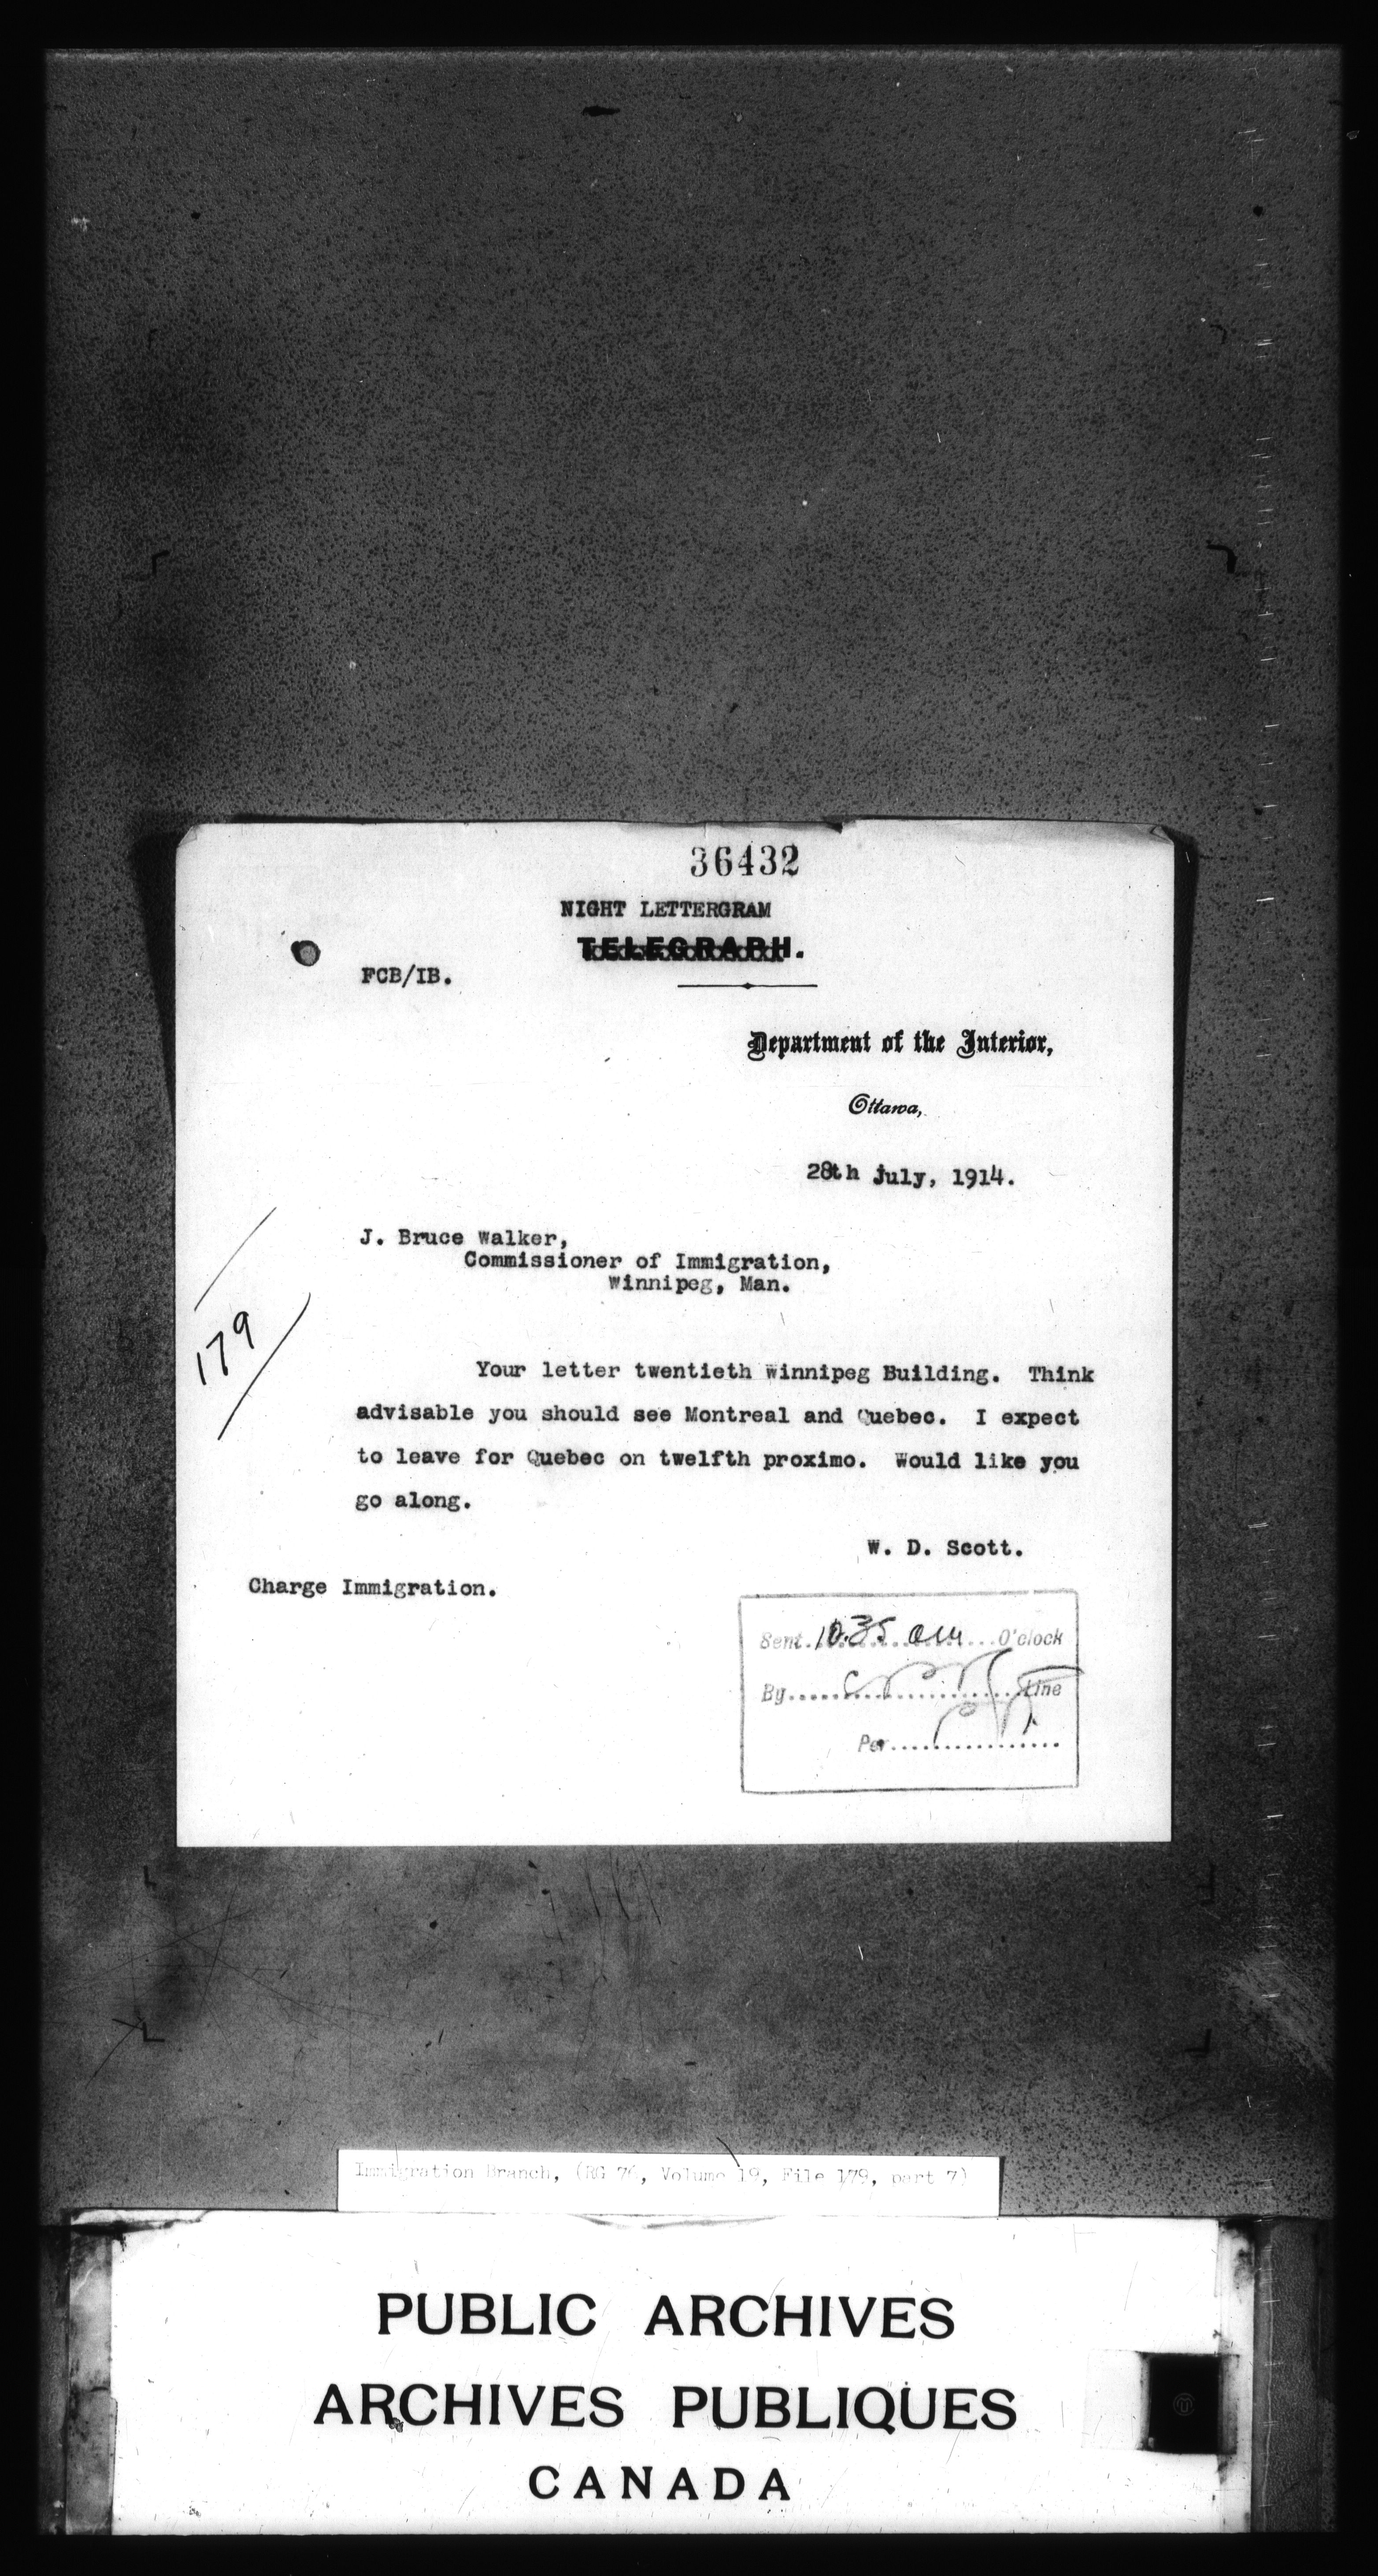 36432
NIGHT LETTERGRAM
TELEGRAPH.
FCB/IB.
Department of the Interior,
Ottawa,
28th July, 1914.
J. Bruce Walker,
Commissioner of Immigration,
Winnipeg, Man.
179
Your letter twentieth Winnipeg Building. Think
advisable you should see Montreal and Quebec. I expect
to leave for Quebec on twelfth proximo. Would like you
go along.
W. D. Scott.
Charge Immigration.
Sent 10.35 am O'clock
By Line
Per
Immigration Branch, (RG 76, Volume 19, File 179, part 7)
PUBLIC ARCHIVES
ARCHIVES PUBLIQUES
CANADA